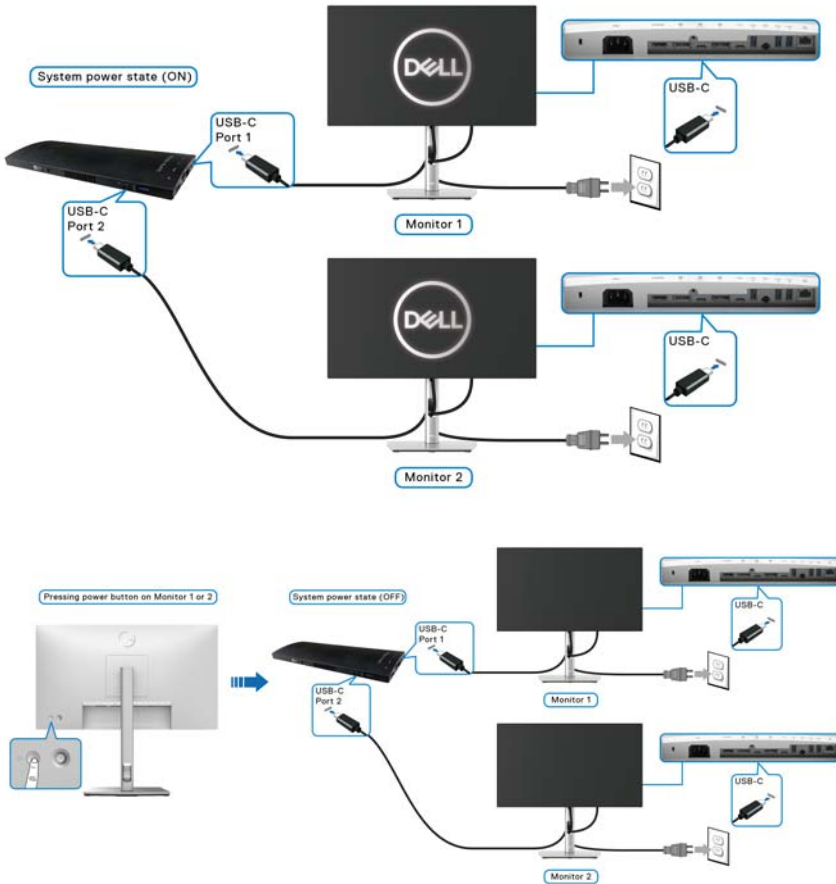 System power state (ON)
USB-C
Port 1
DELL
USB-C
Monitor 1
USB-C
Port 2
DELL
USB-C
Monitor 2
Pressing power button on Monitor 1 or 2
System power state (OFF)
USB-C
Port 1
USB-C
Monitor 1
USB-C
Port 2
USB-C
Monitor 2